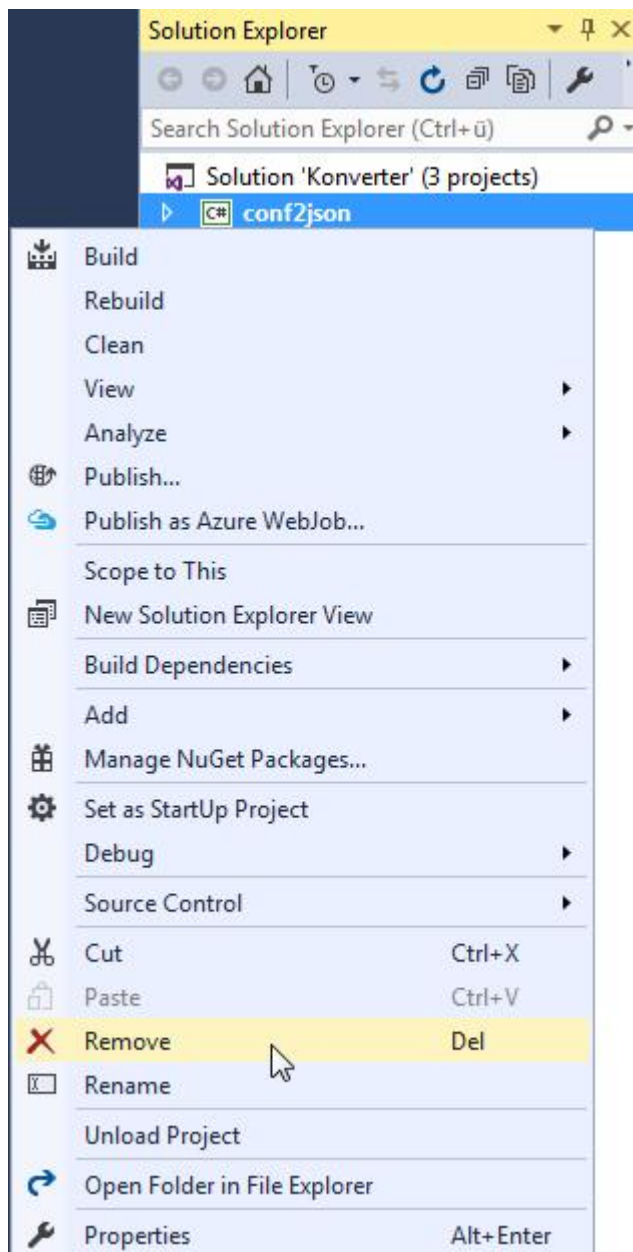 Solution Explorer
Search Solution Explorer (Ctrl+ü)
Solution 'Konverter' (3 projects)
C# conf2json
Build
Rebuild
Clean
View
Analyze
Publish...
Publish as Azure WebJob...
Scope to This
New Solution Explorer View
Build Dependencies
Add
Manage NuGet Packages...
Set as StartUp Project
Debug
Source Control
Cut Ctrl+X
Paste Ctrl+V
Remove Del
Rename
Unload Project
Open Folder in File Explorer
Properties Alt+Enter